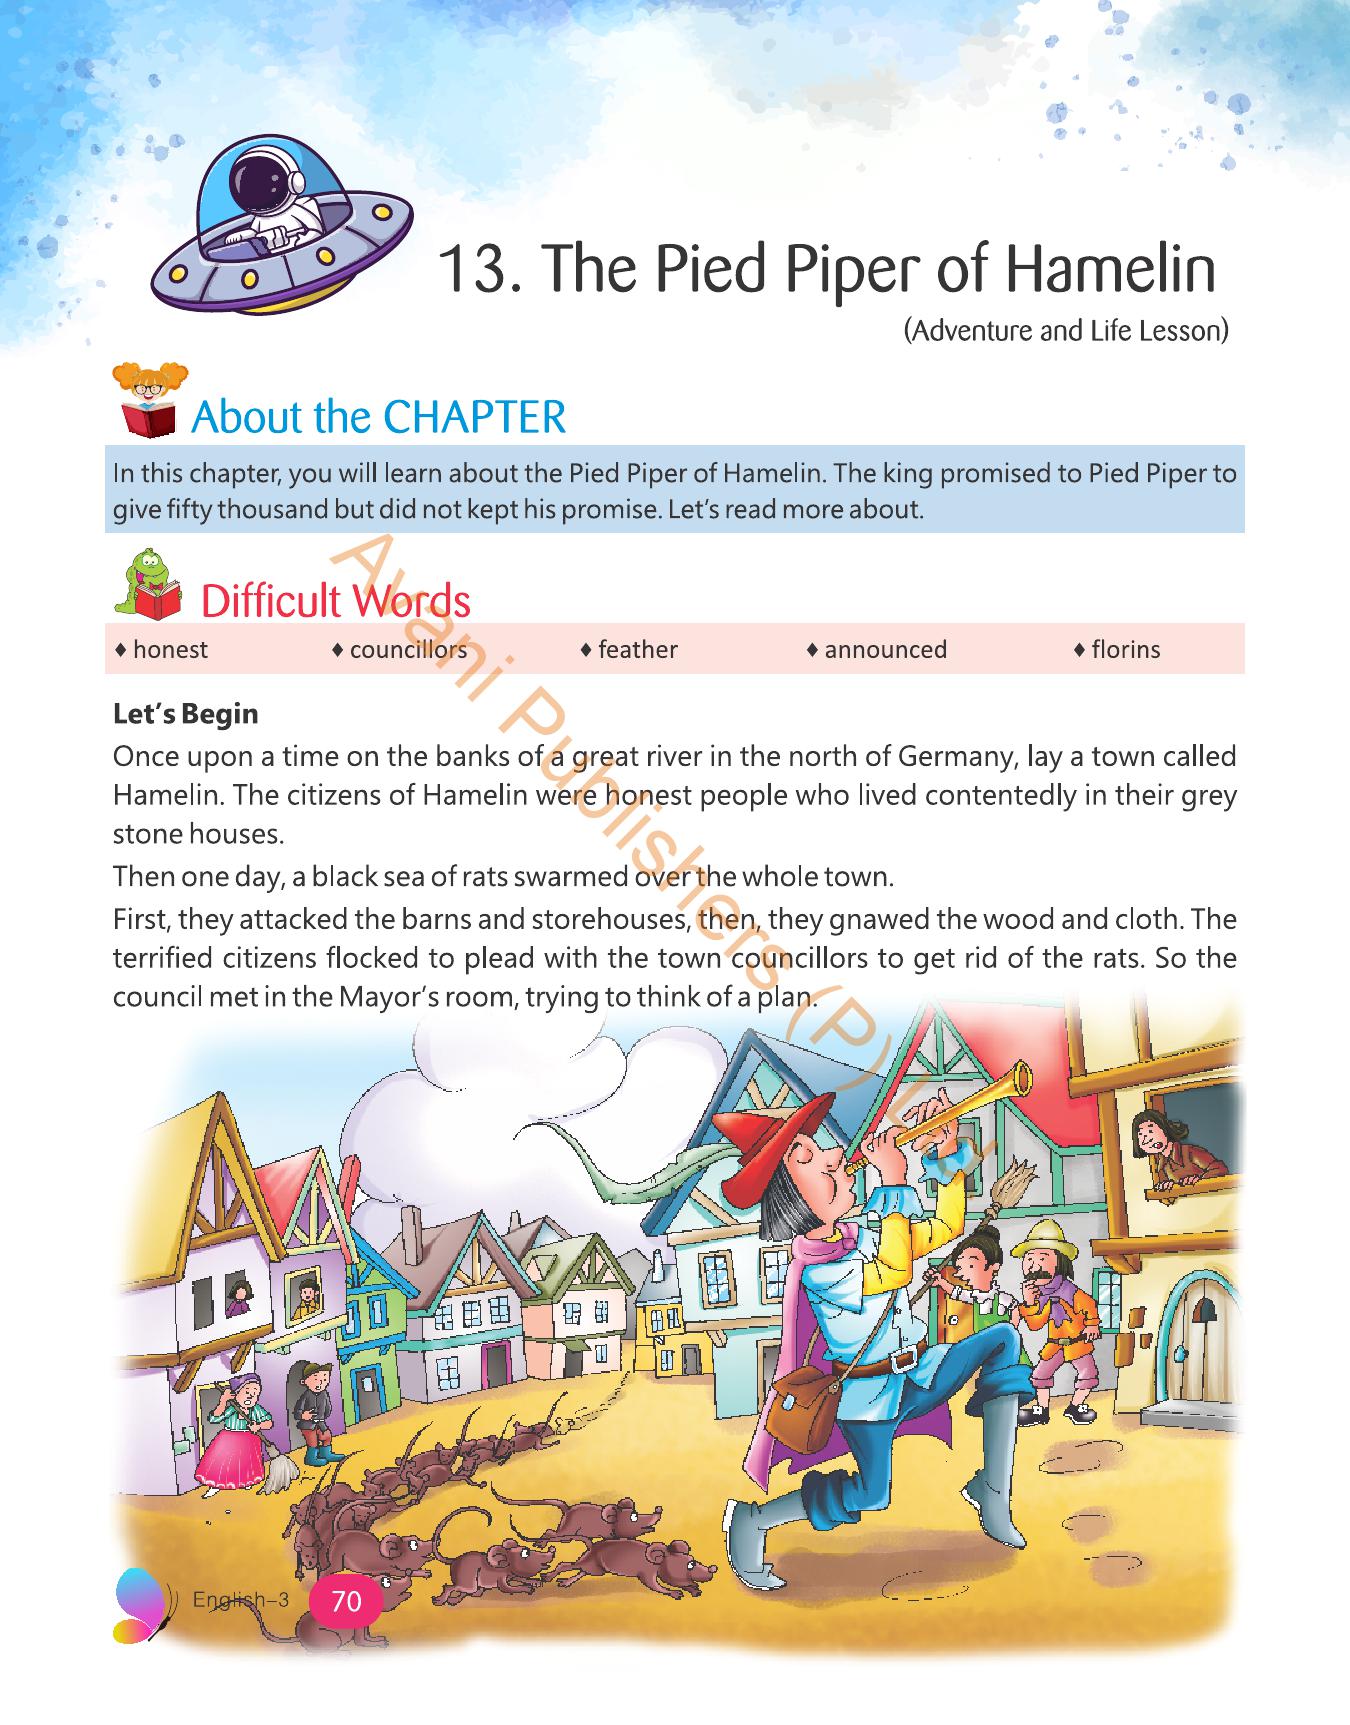 13. The Pied Piper of Hamelin
(Adventure and Life Lesson)
About the CHAPTER
In this chapter, you will learn about the Pied Piper of Hamelin. The king promised to Pied Piper to
give fifty thousand but did not kept his promise. Let's read more about.
Difficult Words
♦ honest ♦ councillors ♦ feather ♦ announced ♦ florins
Let's Begin
Once upon a time on the banks of a great river in the north of Germany, lay a town called
Hamelin. The citizens of Hamelin were honest people who lived contentedly in their grey
stone houses.
Then one day, a black sea of rats swarmed over the whole town.
First, they attacked the barns and storehouses, then, they gnawed the wood and cloth. The
terrified citizens flocked to plead with the town councillors to get rid of the rats. So the
council met in the Mayor's room, trying to think of a plan.
Avani Publishers (P) Ltd
English–3 70